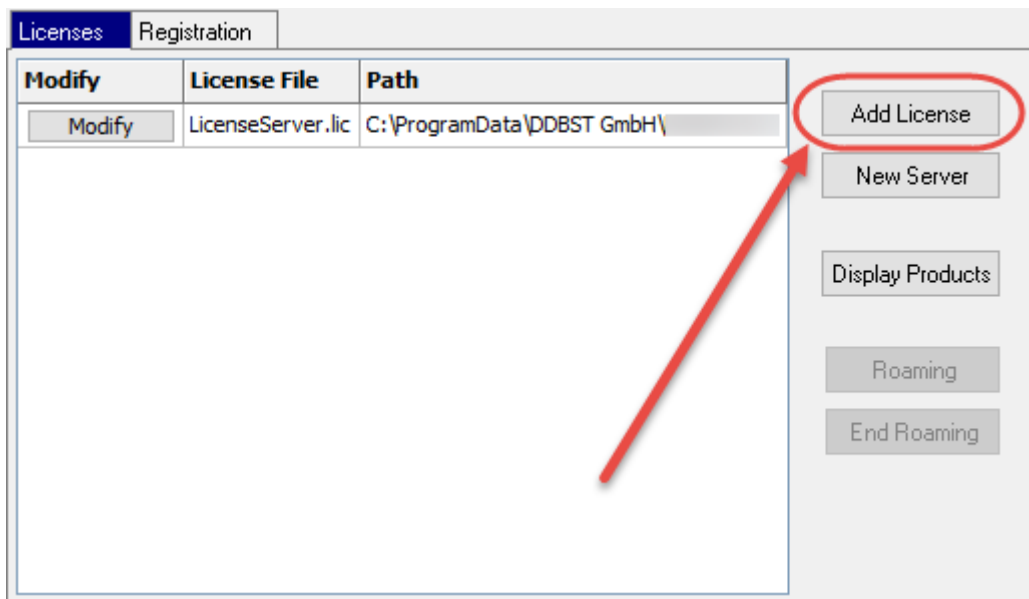 Licenses Registration
Modify License File Path
Modify LicenseServer.lic C:\ProgramData\DDBST GmbH\
Add License
New Server
Display Products
Roaming
End Roaming